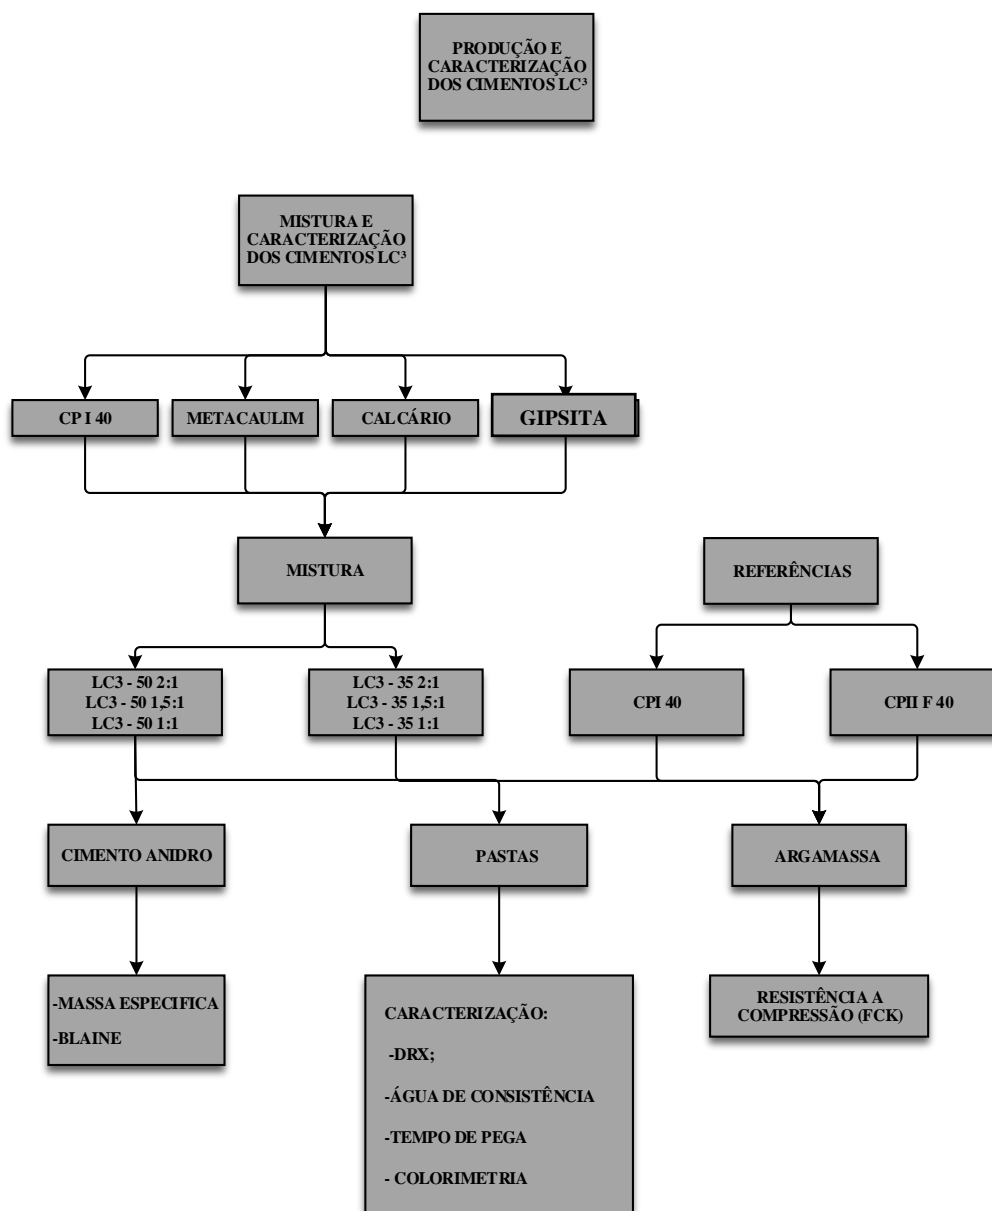 PRODUÇÃO E
CARACTERIZAÇÃO
DOS CIMENTOS LC³
MISTURA E
CARACTERIZAÇÃO
DOS CIMENTOS LC³
CP I 40
METACAULIM
CALCÁRIO
GIPSITA
MISTURA
REFERÊNCIAS
LC3 - 50 2:1
LC3 - 50 1,5:1
LC3 - 50 1:1
LC3 - 35 2:1
LC3 - 35 1,5:1
LC3 - 35 1:1
CPI 40
CPII F 40
CIMENTO ANIDRO
PASTAS
ARGAMASSA
-MASSA ESPECIFICA
-BLAINE
CARACTERIZAÇÃO:
-DRX;
-ÁGUA DE CONSISTÊNCIA
-TEMPO DE PEGA
- COLORIMETRIA
RESISTÊNCIA A
COMPRESSÃO (FCK)